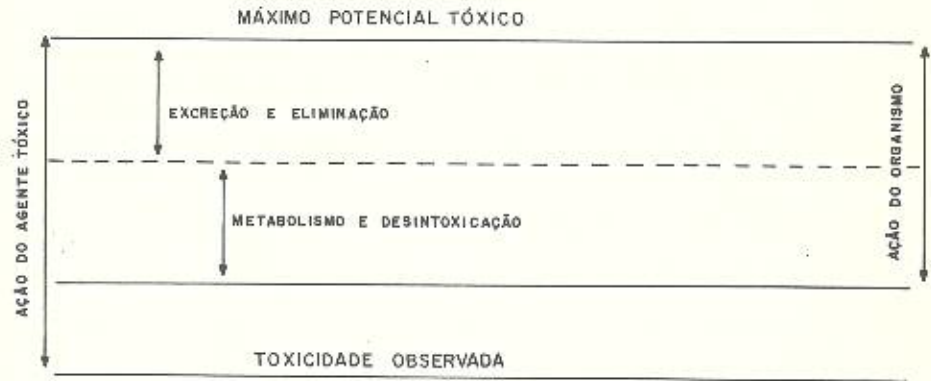 MÁXIMO POTENCIAL TÓXICO
EXCREÇÃO E ELIMINAÇÃO
METABOLISMO E DESINTOXICAÇÃO
TOXICIDADE OBSERVADA
AÇÃO DO AGENTE TÓXICO
AÇÃO DO ORGANISMO